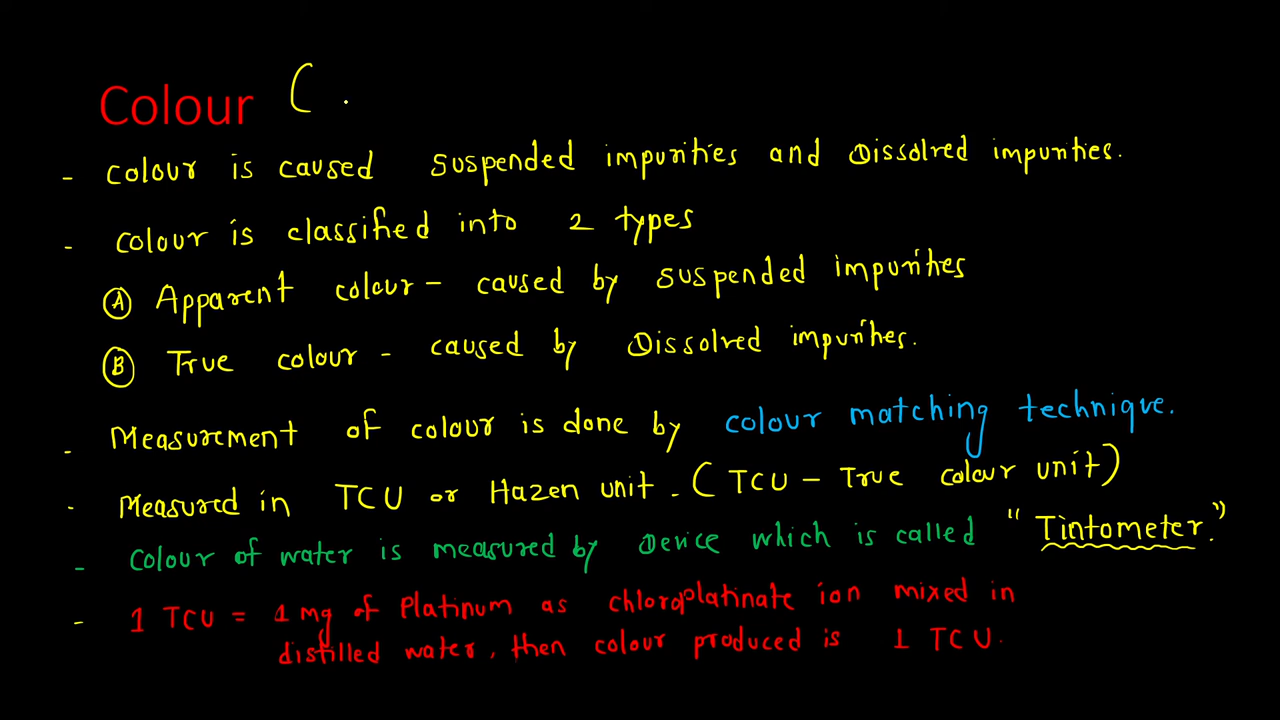 Colour ( .
- colour is caused suspended impurities and Dissolved impurities.
- colour is classified into 2 types
(A) Apparent colour - caused by suspended impurities
(B) True colour - caused by Dissolved impurities.
- Measurement of colour is done by colour matching technique.
- Measured in TCU or Hazen unit. (TCU - True colour unit)
- Colour of water is measured by Device which is called "Tintometer."
- 1 TCU = 1 mg of Platinum as chloroplatinate ion mixed in
distilled water, then colour produced is 1 TCU.